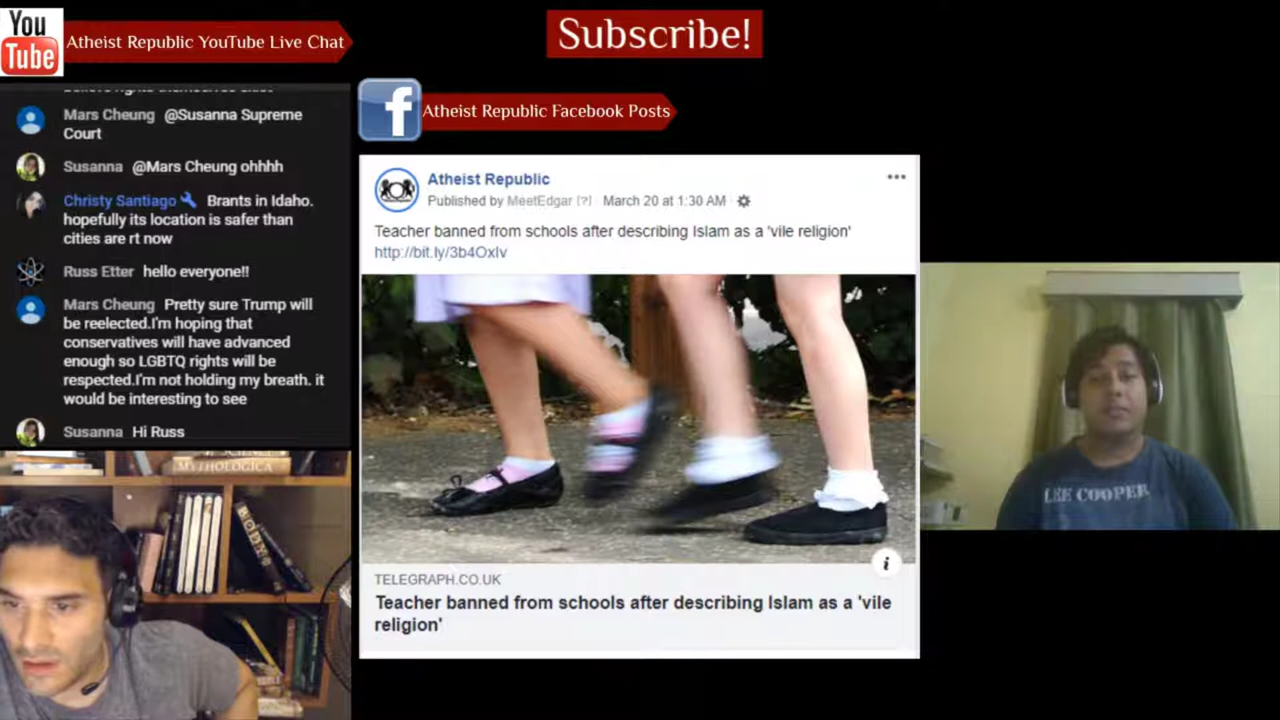 You
Tube
Atheist Republic YouTube Live Chat
Subscribe!
Mars Cheung @Susanna Supreme
Court
Susanna @Mars Cheung ohhhh
Christy Santiago Brants in Idaho.
hopefully its location is safer than
cities are rt now
Russ Etter hello everyone!!
Mars Cheung Pretty sure Trump will
be reelected.I'm hoping that
conservatives will have advanced
enough so LGBTQ rights will be
respected.I'm not holding my breath. it
would be interesting to see
Susanna Hi Russ
f
Atheist Republic Facebook Posts
Atheist Republic
Published by MeetEdgar [?] March 20 at 1:30 AM
Teacher banned from schools after describing Islam as a 'vile religion'
http://bit.ly/3b4OxIv
i
TELEGRAPH.CO.UK
Teacher banned from schools after describing Islam as a 'vile
religion'
SCIENCE
MYTHOLOGICA
LEE COOPER